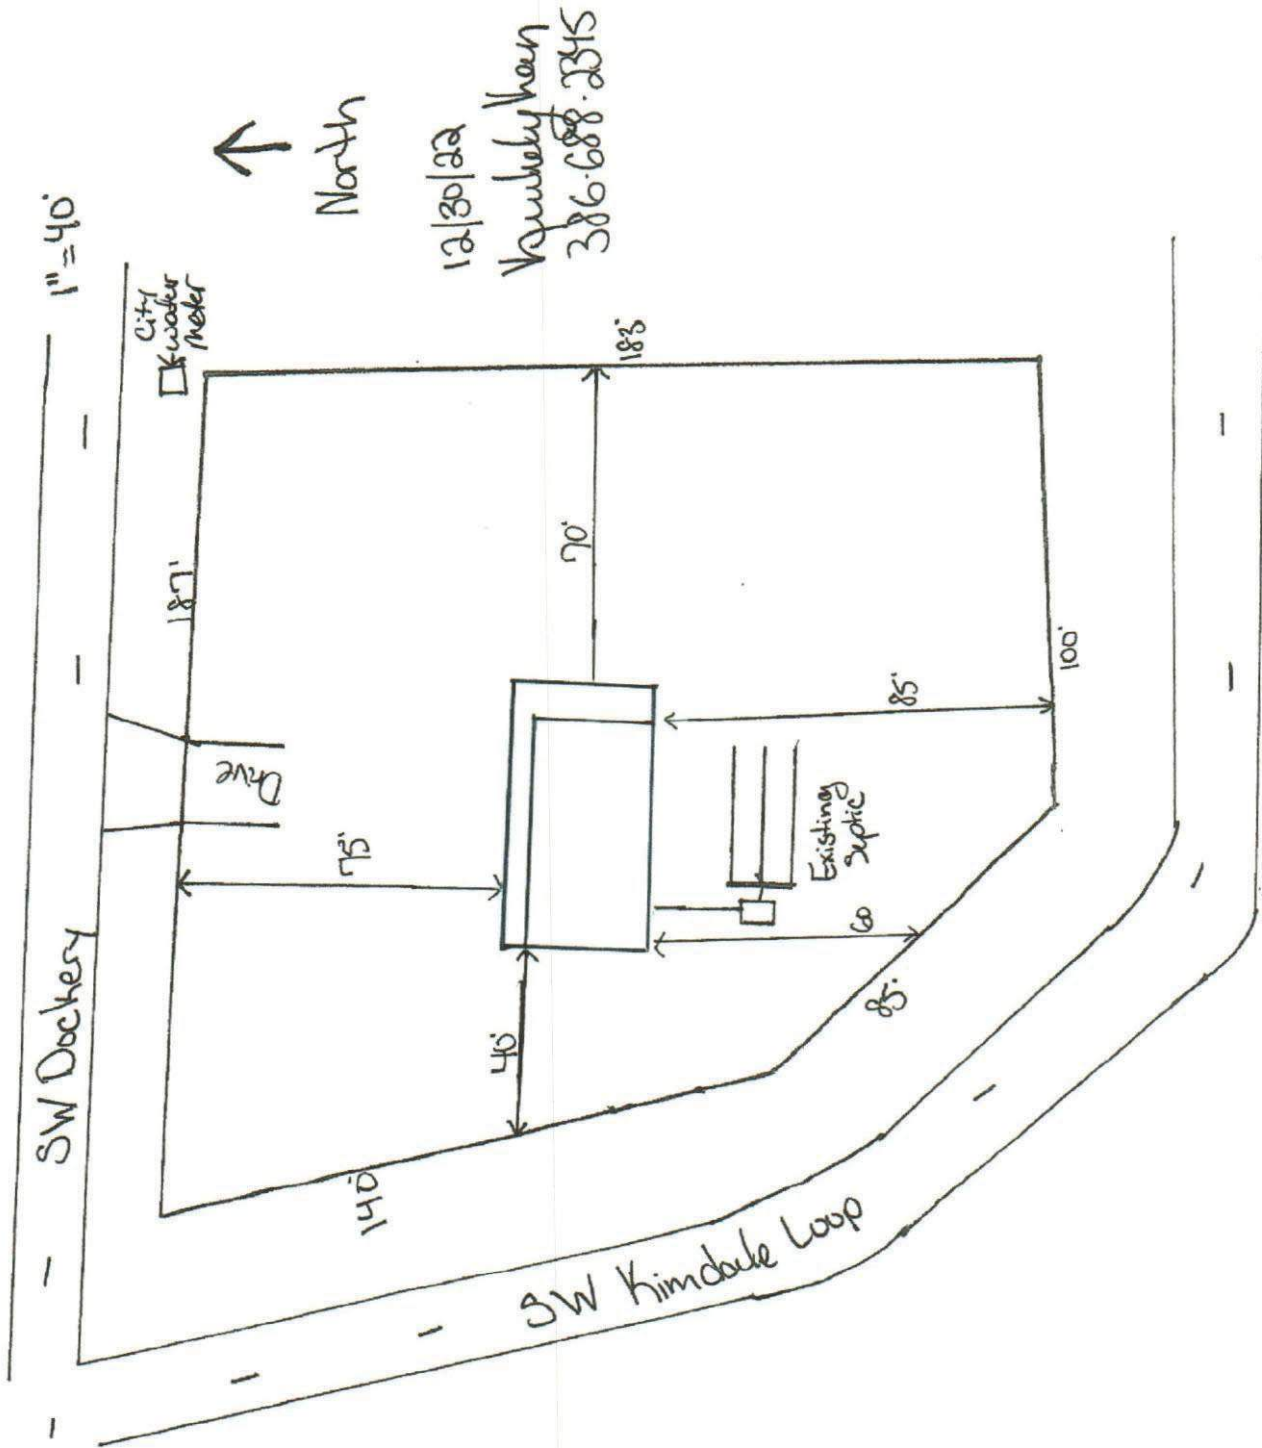 1"=40'
SW Dockery
City
water
meter
North
12/30/22
386.688.2345
187'
Drive
75'
183'
70'
40'
85'
60
Existing
Septic
140'
85'
100'
SW Kimdale Loop